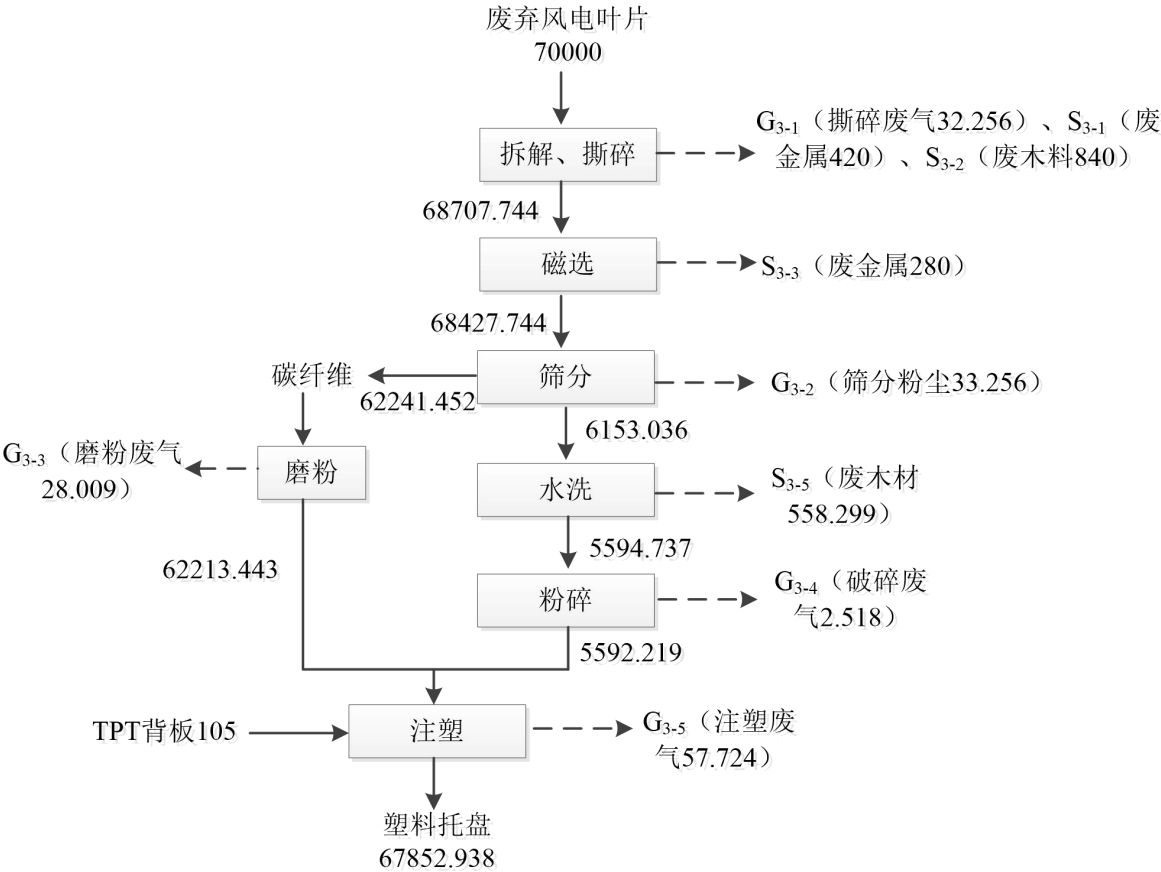 废弃风电叶片
70000
G3-1（撕碎废气32.256）、S3-1（废
金属420）、S3-2（废木料840）
拆解、撕碎
68707.744
磁选
S3-3（废金属280）
68427.744
碳纤维
筛分
G3-2（筛分粉尘33.256）
62241.452
6153.036
G3-3（磨粉废气
28.009）
磨粉
水洗
S3-5（废木材
558.299）
5594.737
62213.443
粉碎
G3-4（破碎废
气2.518）
5592.219
TPT背板105
注塑
G3-5（注塑废
气57.724）
塑料托盘
67852.938